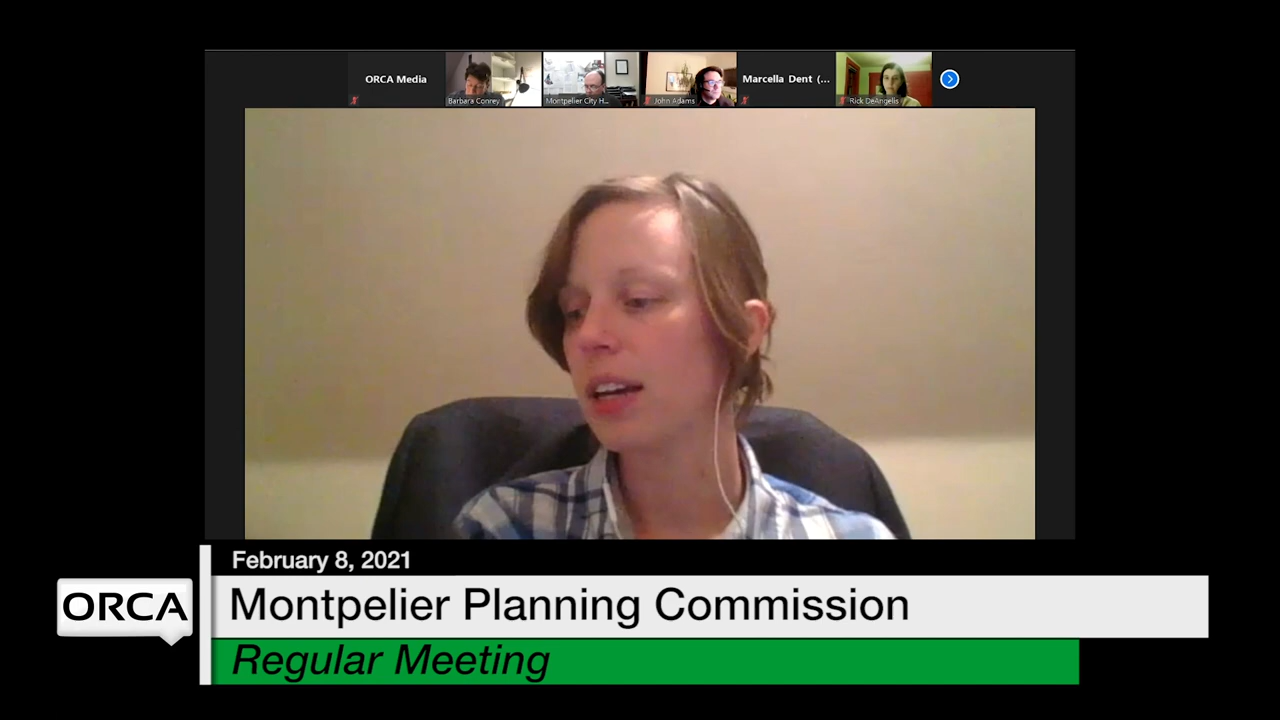 ORCA Media
Barbara Conrey
Montpelier City H...
John Adams
Marcella Dent (...
Rick DeAngelis
February 8, 2021
ORCA
Montpelier Planning Commission
Regular Meeting